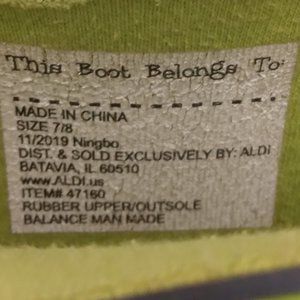 This Boot Belongs To:
MADE IN CHINA
SIZE 7/8
11/2019 Ningbo
DIST. & SOLD EXCLUSIVELY BY: ALDI
BATAVIA, IL 60510
www.ALDI.us
ITEM# 47160
RUBBER UPPER/OUTSOLE
BALANCE MAN MADE